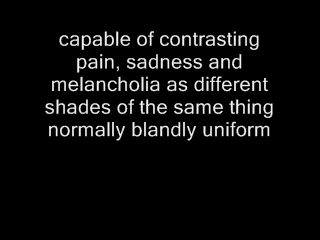 capable of contrasting
pain, sadness and
melancholia as different
shades of the same thing
normally blandly uniform